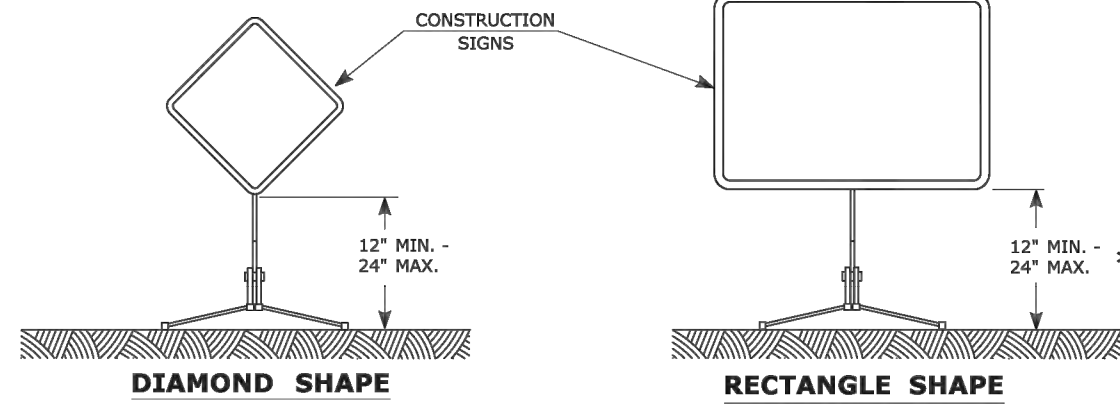 CONSTRUCTION
SIGNS
12" MIN. -
24" MAX.
12" MIN. -
24" MAX.
DIAMOND SHAPE
RECTANGLE SHAPE